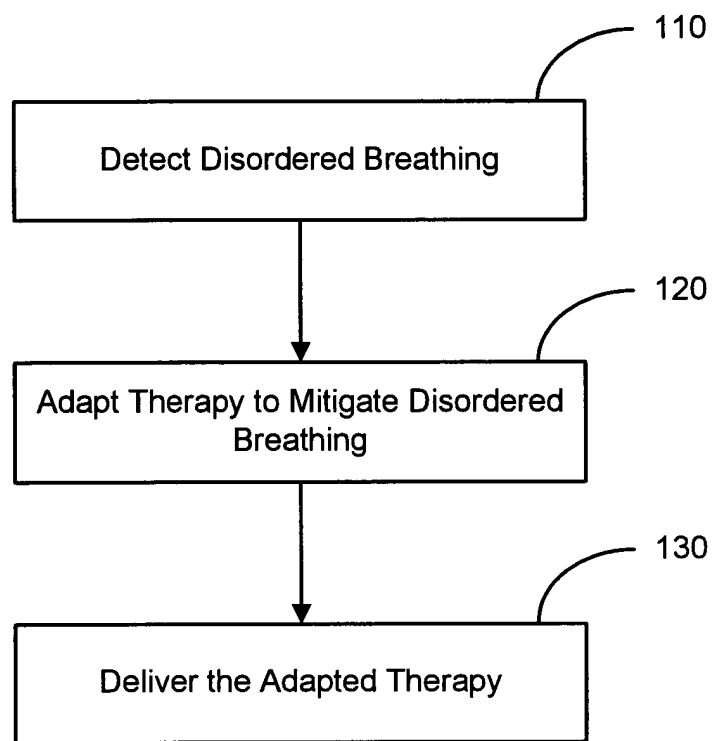 110
Detect Disordered Breathing
120
Adapt Therapy to Mitigate Disordered
Breathing
130
Deliver the Adapted Therapy